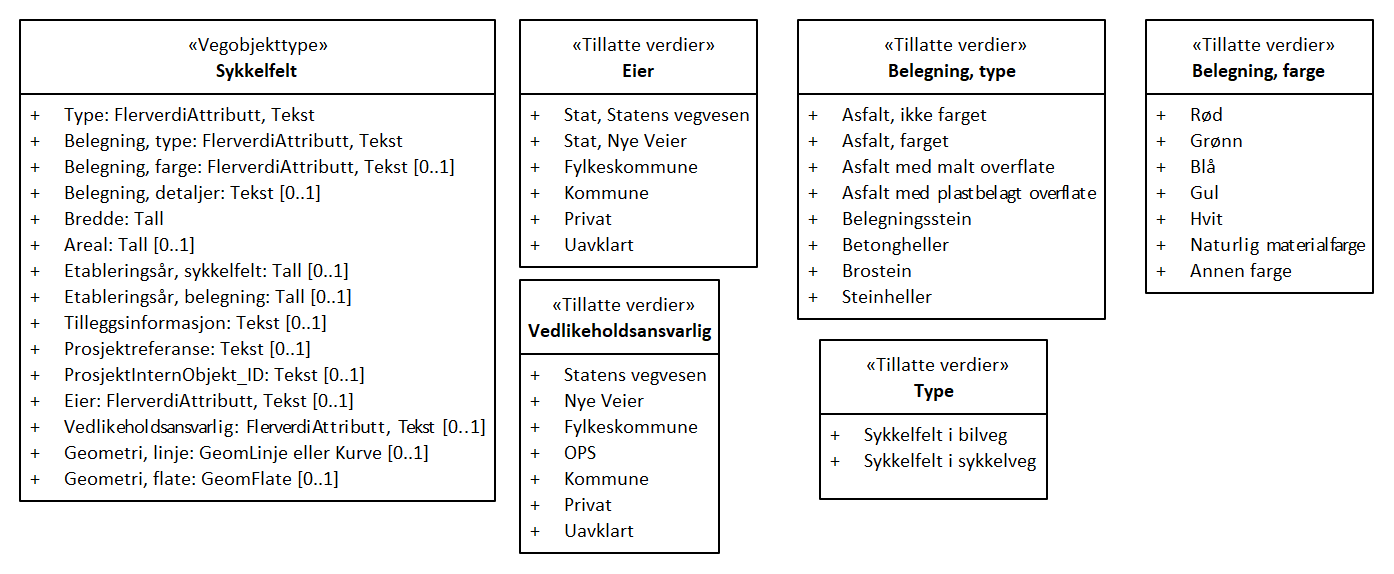 «Vegobjekttype»
Sykkelfelt
+ Type: FlerverdiAttributt, Tekst
+ Belegning, type: FlerverdiAttributt, Tekst
+ Belegning, farge: FlerverdiAttributt, Tekst [0..1]
+ Belegning, detaljer: Tekst [0..1]
+ Bredde: Tall
+ Areal: Tall [0..1]
+ Etableringsår, sykkelfelt: Tall [0..1]
+ Etableringsår, belegning: Tall [0..1]
+ Tilleggsinformasjon: Tekst [0..1]
+ Prosjektreferanse: Tekst [0..1]
+ ProsjektInternObjekt_ID: Tekst [0..1]
+ Eier: FlerverdiAttributt, Tekst [0..1]
+ Vedlikeholdsansvarlig: FlerverdiAttributt, Tekst [0..1]
+ Geometri, linje: GeomLinje eller Kurve [0..1]
+ Geometri, flate: GeomFlate [0..1]
«Tillatte verdier»
Eier
+ Stat, Statens vegvesen
+ Stat, Nye Veier
+ Fylkeskommune
+ Kommune
+ Privat
+ Uavklart
«Tillatte verdier»
Vedlikeholdsansvarlig
+ Statens vegvesen
+ Nye Veier
+ Fylkeskommune
+ OPS
+ Kommune
+ Privat
+ Uavklart
«Tillatte verdier»
Belegning, type
+ Asfalt, ikke farget
+ Asfalt, farget
+ Asfalt med malt overflate
+ Asfalt med plastbelagt overflate
+ Belegningsstein
+ Betongheller
+ Brostein
+ Steinheller
«Tillatte verdier»
Type
+ Sykkelfelt i bilveg
+ Sykkelfelt i sykkelveg
«Tillatte verdier»
Belegning, farge
+ Rød
+ Grønn
+ Blå
+ Gul
+ Hvit
+ Naturlig materialfarge
+ Annen farge